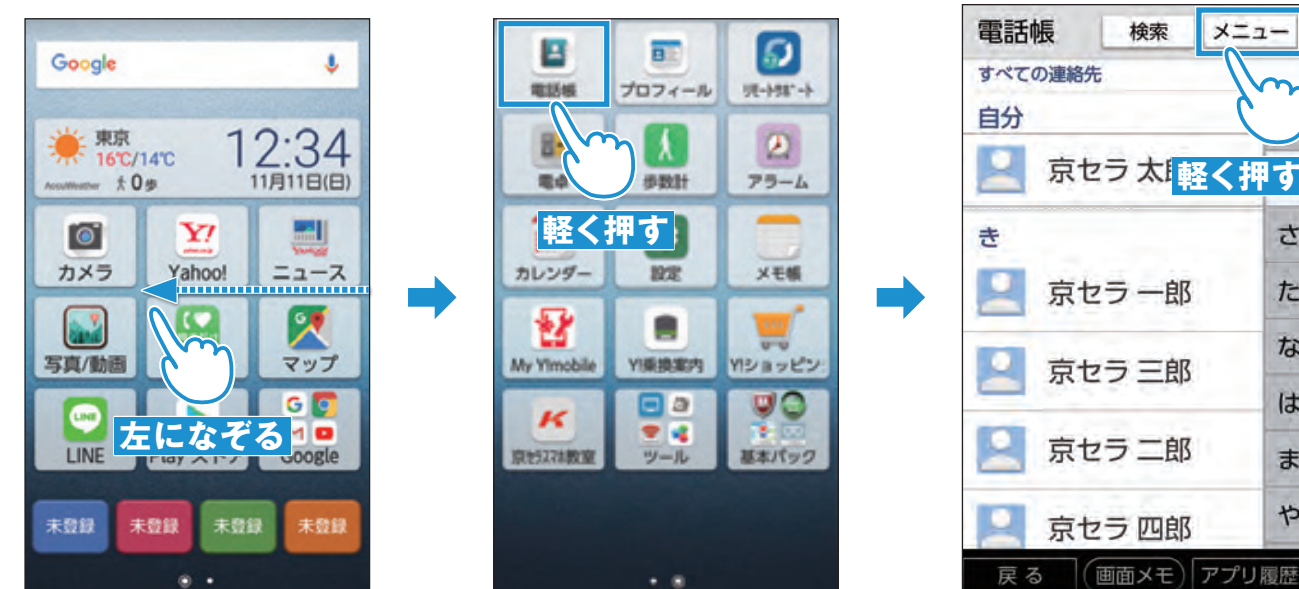 Google
東京
16℃/14℃
12:34
AccuWeather
0歩
11月11日(日)
カメラ
Yahoo!
ニュース
写真/動画
マップ
左になぞる
LINE
Play ストア
Google
未登録
未登録
未登録
未登録
電話帳
プロフィール
リモートサポート
電卓
歩数計
アラーム
軽く押す
カレンダー
設定
メモ帳
My Y!mobile
Y!乗換案内
Y!ショッピン
京セラスマホ教室
ツール
基本パック
電話帳
検索
メニュー
すべての連絡先
自分
京セラ 太郎
軽く押す
き
京セラ 一郎
京セラ 三郎
京セラ 二郎
京セラ 四郎
さ
た
な
は
ま
や
戻る
画面メモ
アプリ履歴